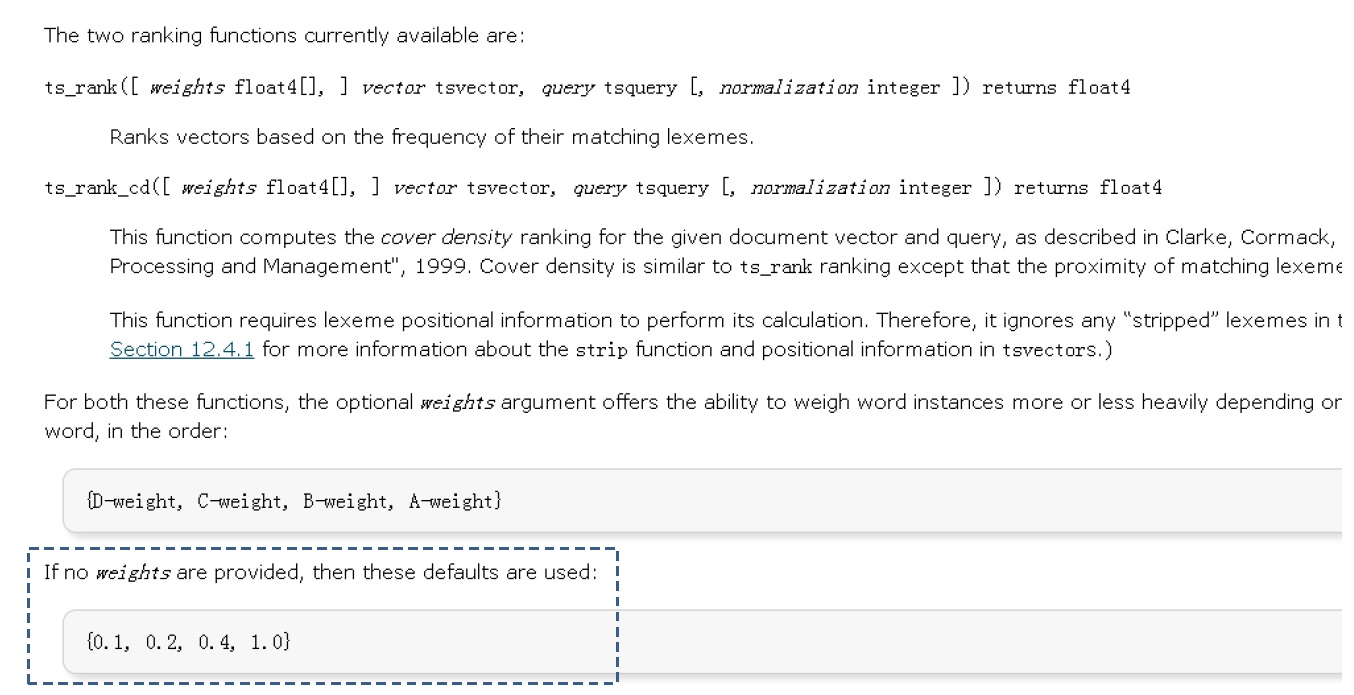 The two ranking functions currently available are:
ts_rank([ weights float4[], ] vector tsvector, query tsquery [, normalization integer ]) returns float4
Ranks vectors based on the frequency of their matching lexemes.
ts_rank_cd([ weights float4[], ] vector tsvector, query tsquery [, normalization integer ]) returns float4
This function computes the cover density ranking for the given document vector and query, as described in Clarke, Cormack,
Processing and Management", 1999. Cover density is similar to ts_rank ranking except that the proximity of matching lexeme
This function requires lexeme positional information to perform its calculation. Therefore, it ignores any “stripped” lexemes in t
Section 12.4.1 for more information about the strip function and positional information in tsvectors.)
For both these functions, the optional weights argument offers the ability to weigh word instances more or less heavily depending or
word, in the order:
{D-weight, C-weight, B-weight, A-weight}
If no weights are provided, then these defaults are used:
{0.1, 0.2, 0.4, 1.0}